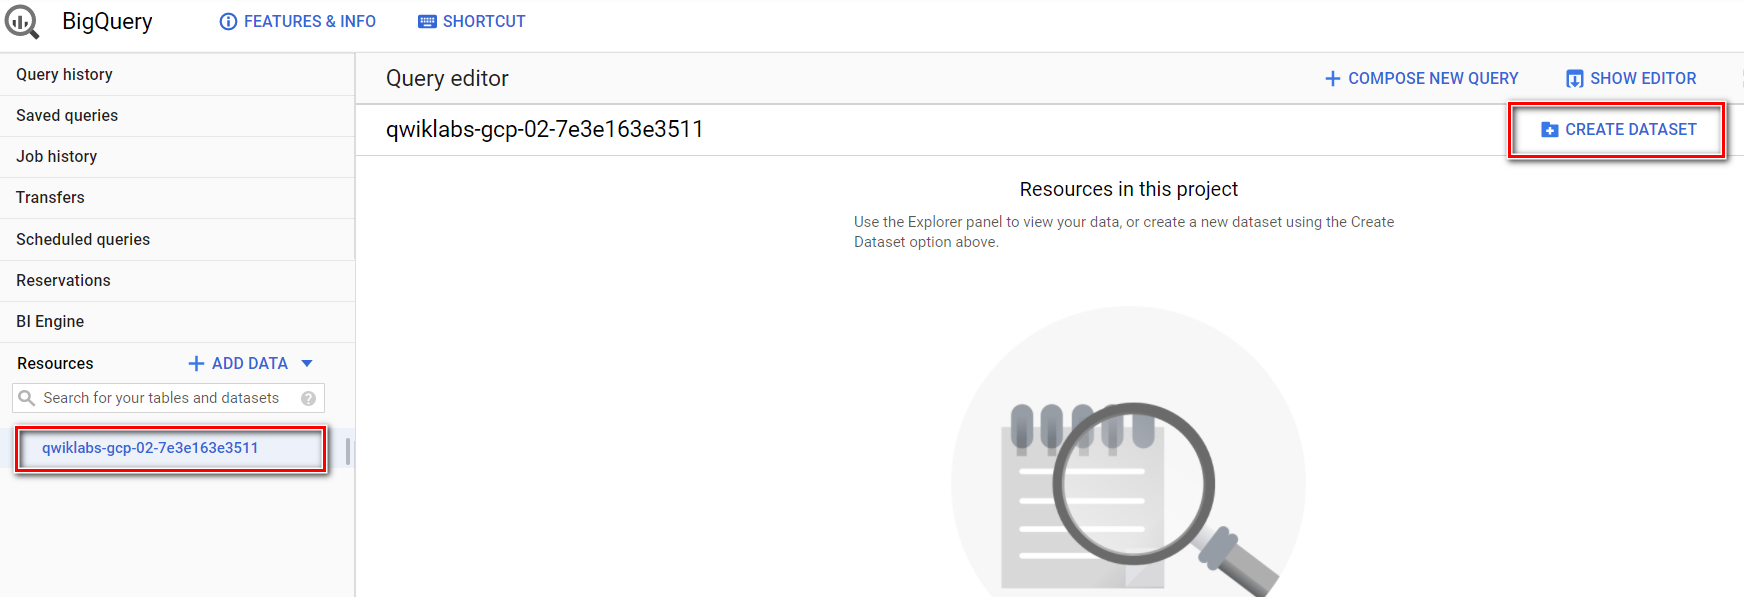 BigQuery
FEATURES & INFO
SHORTCUT
Query history
Saved queries
Job history
Transfers
Scheduled queries
Reservations
BI Engine
Resources
ADD DATA
Search for your tables and datasets
qwiklabs-gcp-02-7e3e163e3511
Query editor
COMPOSE NEW QUERY
SHOW EDITOR
qwiklabs-gcp-02-7e3e163e3511
CREATE DATASET
Resources in this project
Use the Explorer panel to view your data, or create a new dataset using the Create
Dataset option above.